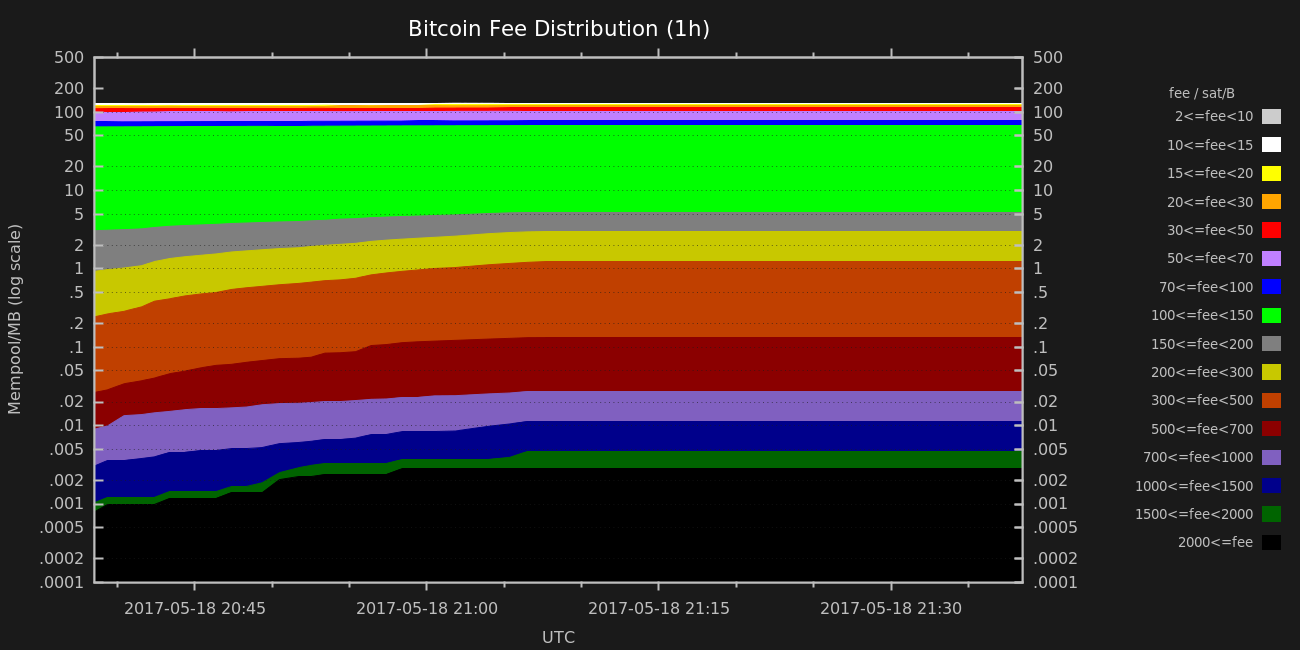 Bitcoin Fee Distribution (1h)
500
200
100
50
20
10
5
2
1
.5
.2
.1
.05
.02
.01
.005
.002
.001
.0005
.0002
.0001
Mempool/MB (log scale)
500
200
100
50
20
10
5
2
1
.5
.2
.1
.05
.02
.01
.005
.002
.001
.0005
.0002
.0001
2017-05-18 20:45
2017-05-18 21:00
2017-05-18 21:15
2017-05-18 21:30
UTC
fee / sat/B
2<=fee<10
10<=fee<15
15<=fee<20
20<=fee<30
30<=fee<50
50<=fee<70
70<=fee<100
100<=fee<150
150<=fee<200
200<=fee<300
300<=fee<500
500<=fee<700
700<=fee<1000
1000<=fee<1500
1500<=fee<2000
2000<=fee